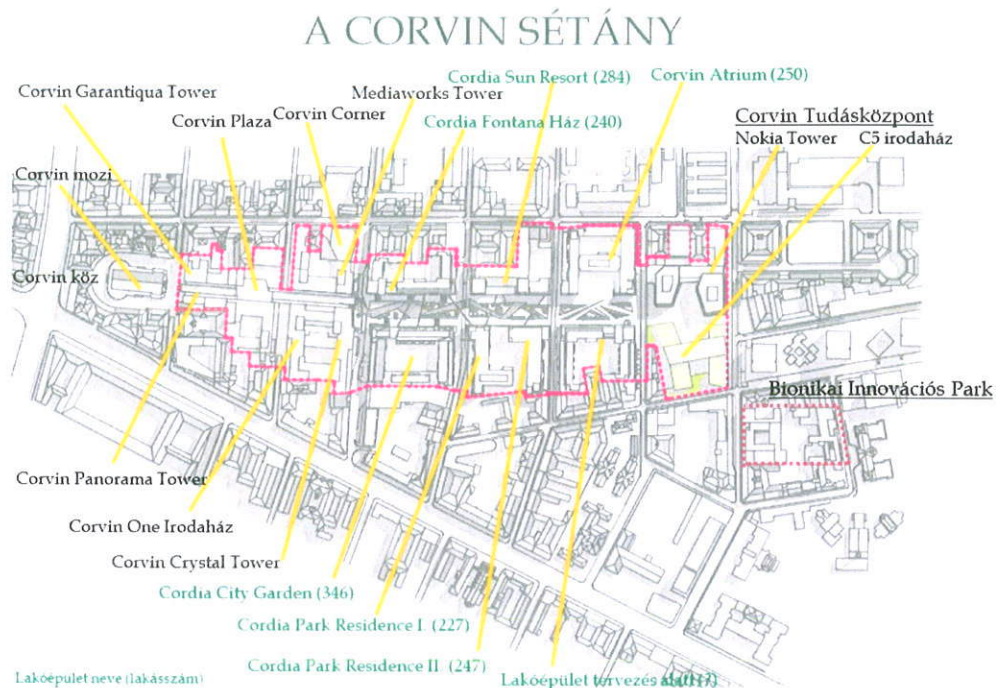 A CORVIN SÉTÁNY
Cordia Sun Resort (284)
Corvin Atrium (250)
Corvin Garantiqua Tower
Mediaworks Tower
Corvin Plaza
Corvin Corner
Cordia Fontana Ház (240)
Corvin Tudásközpont
Nokia Tower
C5 irodaház
Corvin mozi
Corvin köz
Bionikai Innovációs Park
Corvin Panorama Tower
Corvin One Irodaház
Corvin Crystal Tower
Cordia City Garden (346)
Cordia Park Residence I. (227)
Cordia Park Residence II. (247)
Lakóépület tervezés
Lakóépület neve (lakásszám)